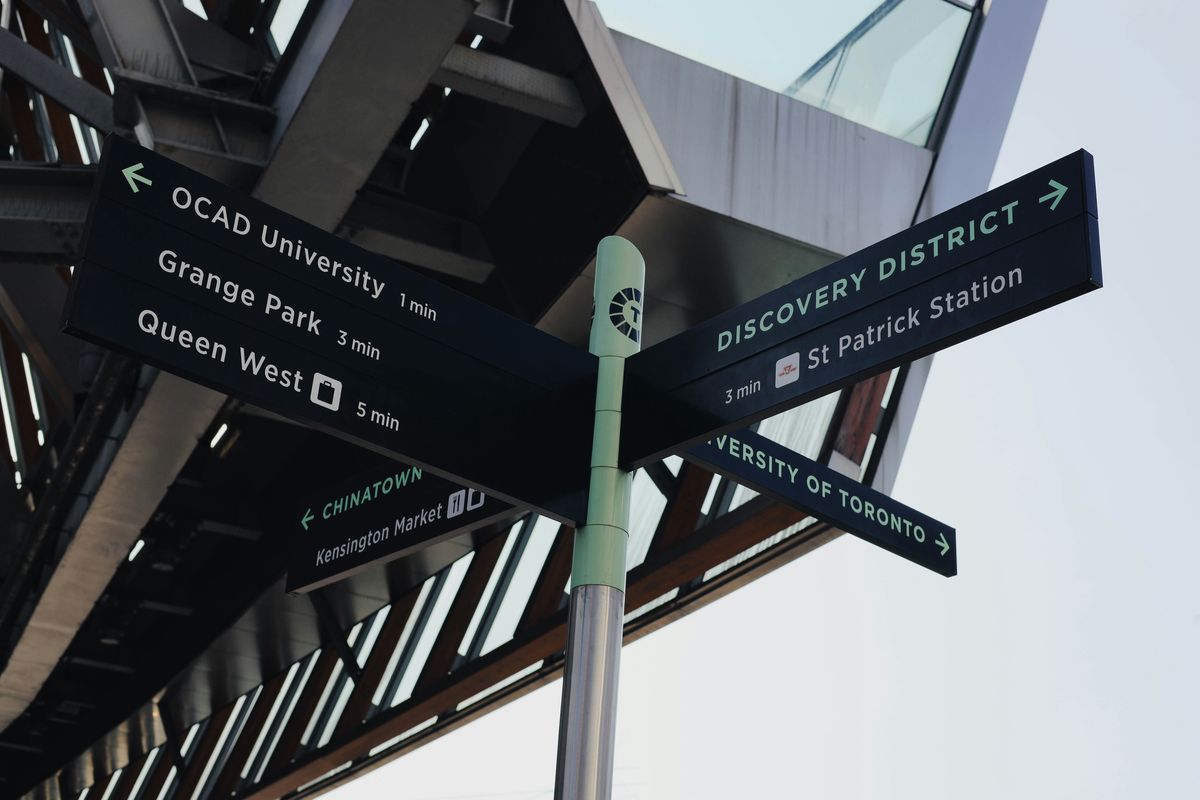 ← OCAD University 1 min
Grange Park 3 min
Queen West 5 min
DISCOVERY DISTRICT →
3 min St Patrick Station
← CHINATOWN
Kensington Market
OF TORONTO →
T